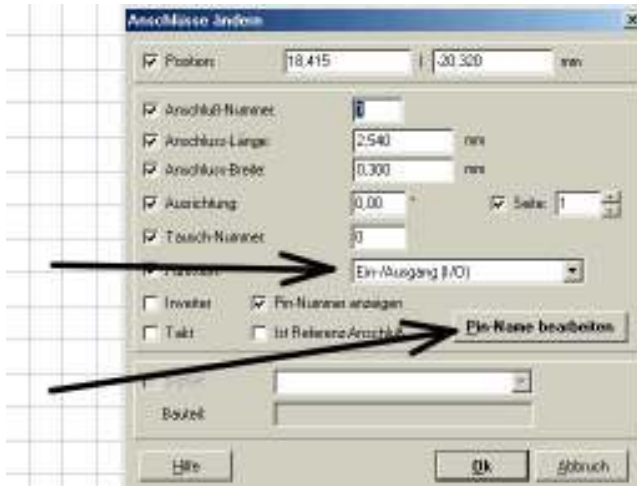 Anschlüsse ändern
Position: 18,415 | -20.320 mm
Anschluß-Nummer:
Anschluss-Länge: 2.540 mm
Anschluss-Breite: 0.300 mm
Ausrichtung: 0,00 ° Seite: 1
Tausch-Nummer: 0
Ein-/Ausgang (I/O)
Invertiert Pin-Nummer anzeigen
Takt Ist Referenz-Anschluß Pin-Name bearbeiten
Bauteil:
Hilfe Ok Abbruch